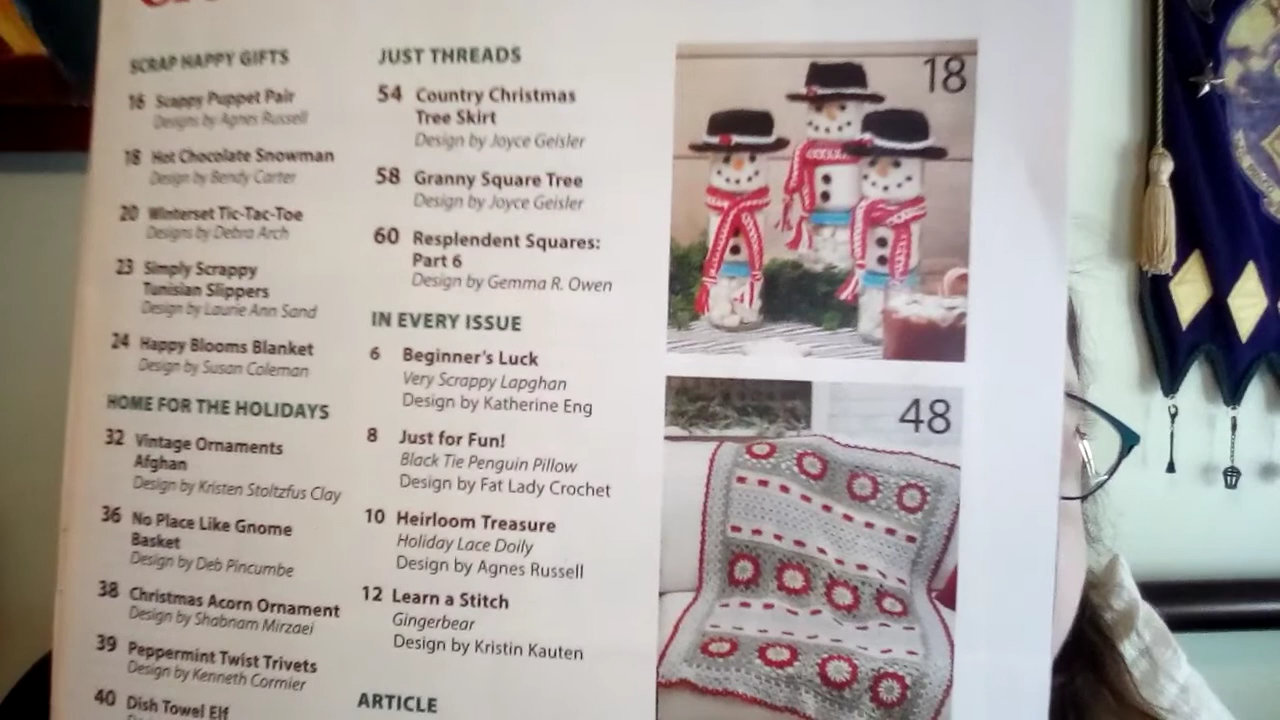 SCRAP HAPPY GIFTS
16 Scappy Puppet Pair
Designs by Agnes Russell
18 Hot Chocolate Snowman
Design by Bendy Carter
20 Winterset Tic-Tac-Toe
Designs by Debra Arch
23 Simply Scrappy
Tunisian Slippers
Design by Laurie Ann Sand
24 Happy Blooms Blanket
Design by Susan Coleman
HOME FOR THE HOLIDAYS
32 Vintage Ornaments
Afghan
Design by Kristen Stoltzfus Clay
36 No Place Like Gnome
Basket
Design by Deb Pincumbe
38 Christmas Acorn Ornament
Design by Shabnam Mirzaei
39 Peppermint Twist Trivets
Design by Kenneth Cormier
40 Dish Towel Elf
JUST THREADS
54 Country Christmas
Tree Skirt
Design by Joyce Geisler
58 Granny Square Tree
Design by Joyce Geisler
60 Resplendent Squares:
Part 6
Design by Gemma R. Owen
IN EVERY ISSUE
6 Beginner's Luck
Very Scrappy Lapghan
Design by Katherine Eng
8 Just for Fun!
Black Tie Penguin Pillow
Design by Fat Lady Crochet
10 Heirloom Treasure
Holiday Lace Doily
Design by Agnes Russell
12 Learn a Stitch
Gingerbear
Design by Kristin Kauten
ARTICLE
18
48